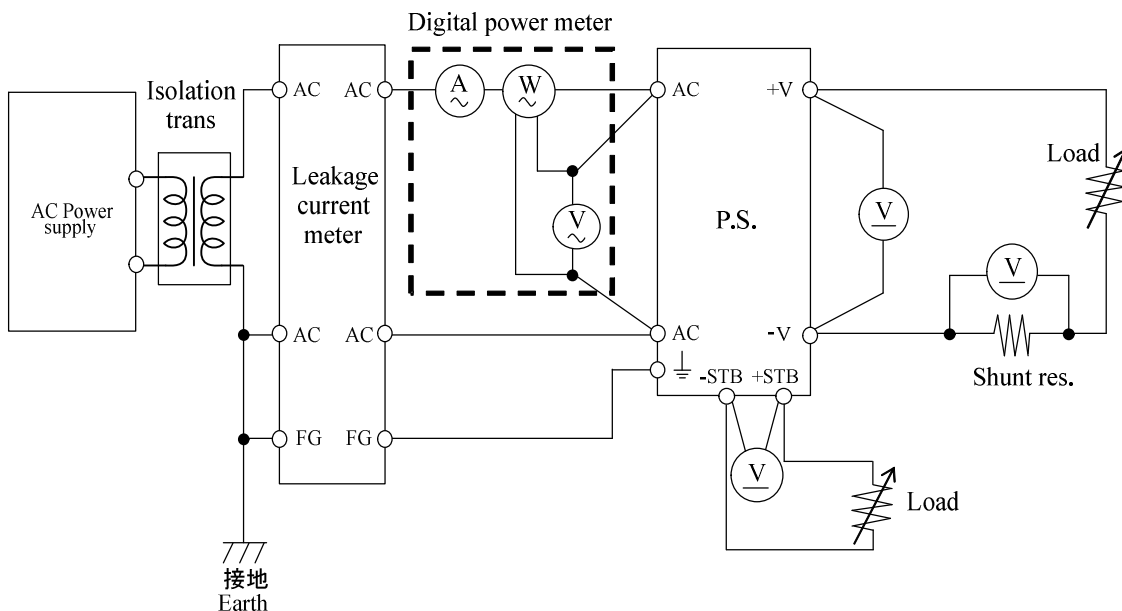 Digital power meter
Isolation
trans
AC Power
supply
AC
AC
Leakage
current
meter
AC
AC
FG
FG
A
W
V
AC
P.S.
AC
+V
-V
-STB
+STB
V
Load
V
Shunt res.
V
Load
接地
Earth